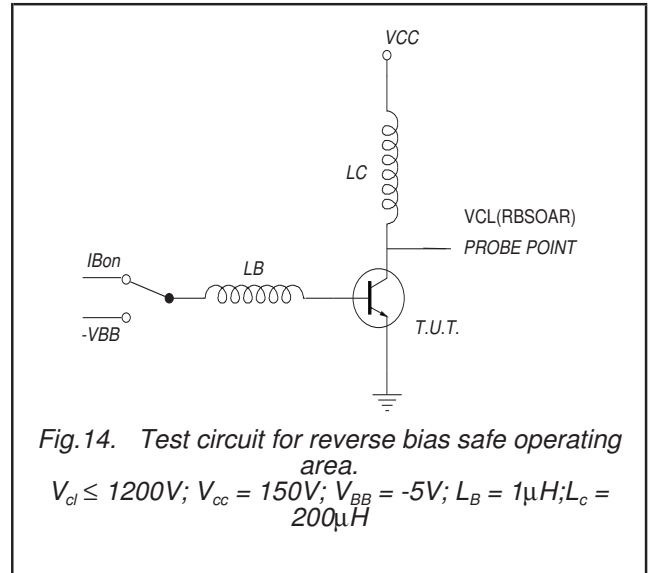 VCC
LC
VCL(RBSOAR)
PROBE POINT
IBon
LB
-VBB
T.U.T.
Fig.14. Test circuit for reverse bias safe operating
area.
Vcl ≤ 1200V; Vcc = 150V; VBB = -5V; LB = 1μH;Lc =
200μH